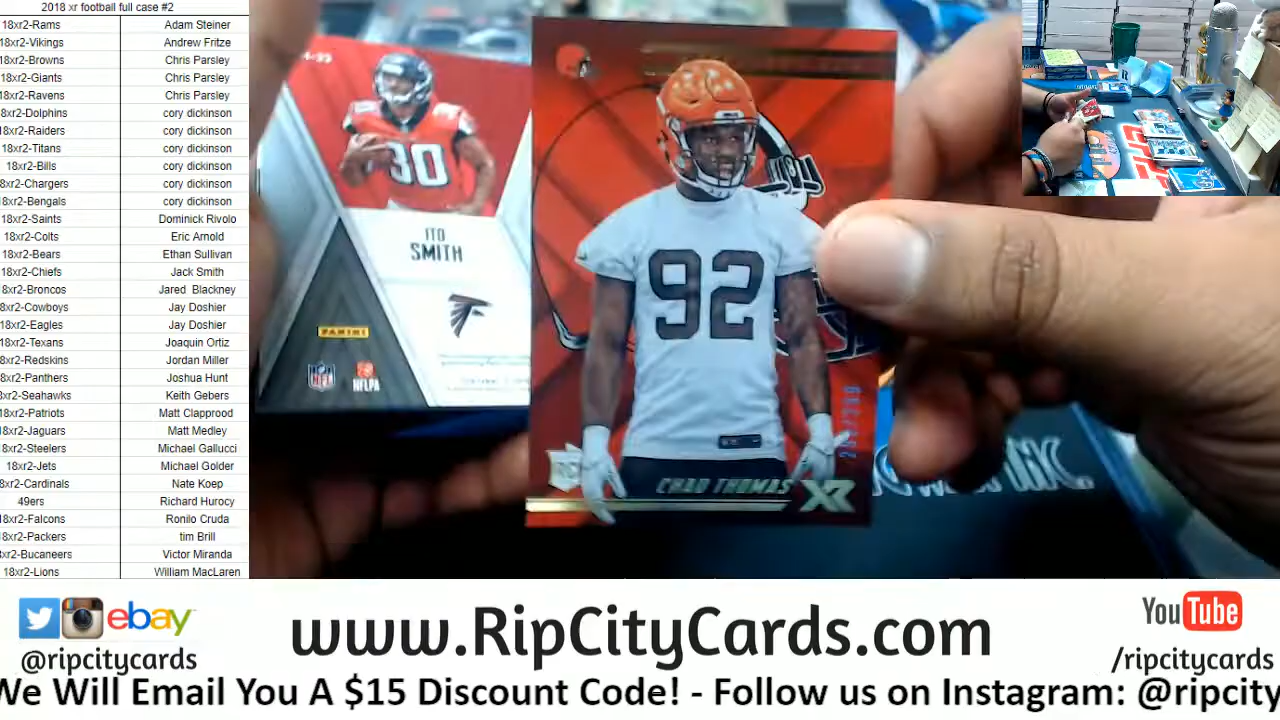 2018 xr football full case #2
18xr2-Rams Adam Steiner
18xr2-Vikings Andrew Fritze
8xr2-Browns Chris Parsley
18xr2-Giants Chris Parsley
18xr2-Ravens Chris Parsley
8xr2-Dolphins cory dickinson
18xr2-Raiders cory dickinson
18xr2-Titans cory dickinson
18xr2-Bills cory dickinson
8xr2-Chargers cory dickinson
8xr2-Bengals cory dickinson
18xr2-Saints Dominick Rivolo
18xr2-Colts Eric Arnold
18xr2-Bears Ethan Sullivan
18xr2-Chiefs Jack Smith
8xr2-Broncos Jared Blackney
8xr2-Cowboys Jay Doshier
18xr2-Eagles Jay Doshier
18xr2-Texans Joaquin Ortiz
8xr2-Redskins Jordan Miller
8xr2-Panthers Joshua Hunt
8xr2-Seahawks Keith Gebers
8xr2-Patriots Matt Clapprood
8xr2-Jaguars Matt Medley
8xr2-Steelers Michael Gallucci
18xr2-Jets Michael Golder
8xr2-Cardinals Nate Koep
49ers Richard Hurocy
18xr2-Falcons Ronilo Cruda
8xr2-Packers tim Brill
xr2-Bucaneers Victor Miranda
18xr2-Lions William MacLaren
30
ITO
SMITH
PANINI
NFL
NFLPA
92
RC
CHAD THOMAS XR
ebay
@ripcitycards
www.RipCityCards.com
YouTube
/ripcitycards
We Will Email You A $15 Discount Code! - Follow us on Instagram: @ripcity